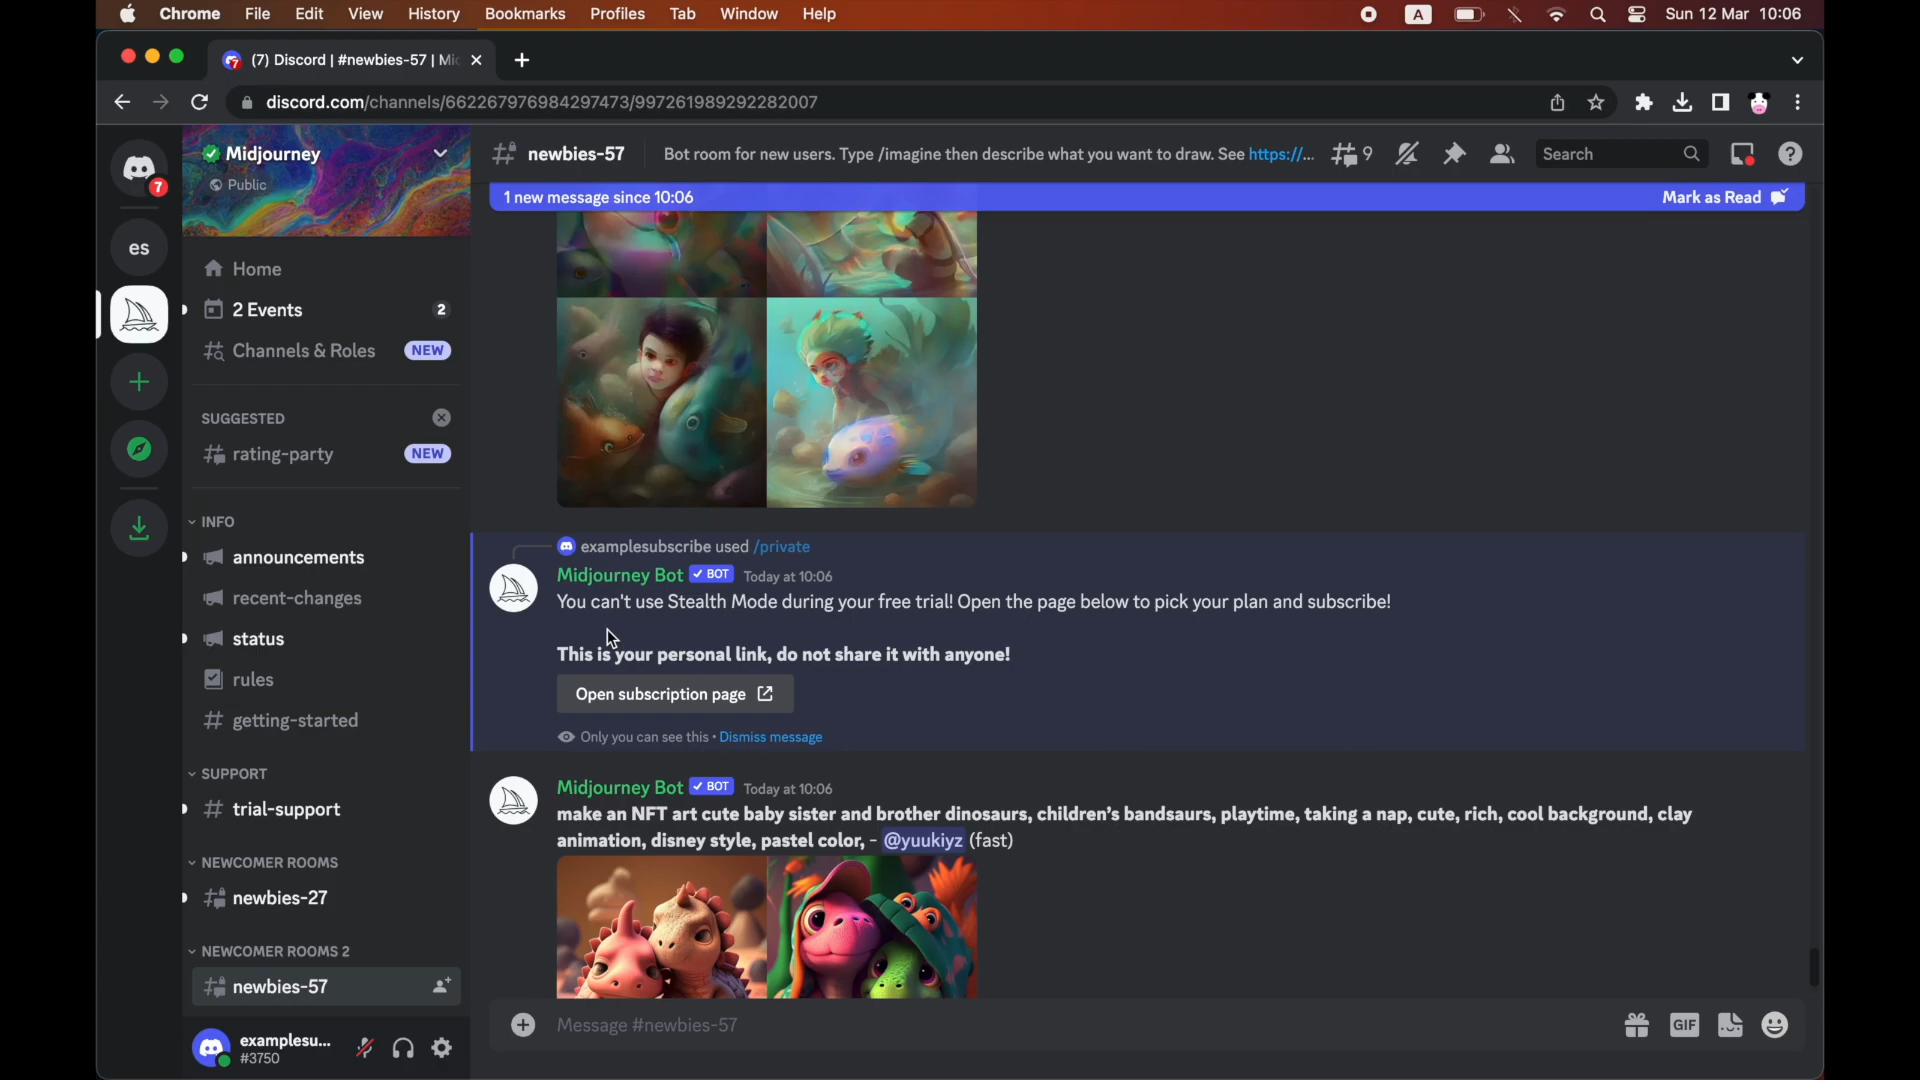 Chrome File Edit View History Bookmarks Profiles Tab Window Help A Sun 12 Mar 10:06
(7) Discord | #newbies-57 | Mi
discord.com/channels/662267976984297473/997261989292282007
Midjourney
Public
newbies-57 Bot room for new users. Type /imagine then describe what you want to draw. See https://... 9 Search
1 new message since 10:06 Mark as Read
7
es
Home
2 Events 2
Channels & Roles NEW
SUGGESTED
rating-party NEW
INFO
announcements
recent-changes
status
rules
getting-started
SUPPORT
trial-support
NEWCOMER ROOMS
newbies-27
NEWCOMER ROOMS 2
newbies-57
examplesu...
#3750
examplesubscribe used /private
Midjourney Bot ✓ BOT Today at 10:06
You can't use Stealth Mode during your free trial! Open the page below to pick your plan and subscribe!
This is your personal link, do not share it with anyone!
Open subscription page
Only you can see this • Dismiss message
Midjourney Bot ✓ BOT Today at 10:06
make an NFT art cute baby sister and brother dinosaurs, children's bandsaurs, playtime, taking a nap, cute, rich, cool background, clay
animation, disney style, pastel color, - @yuukiyz (fast)
Message #newbies-57
GIF